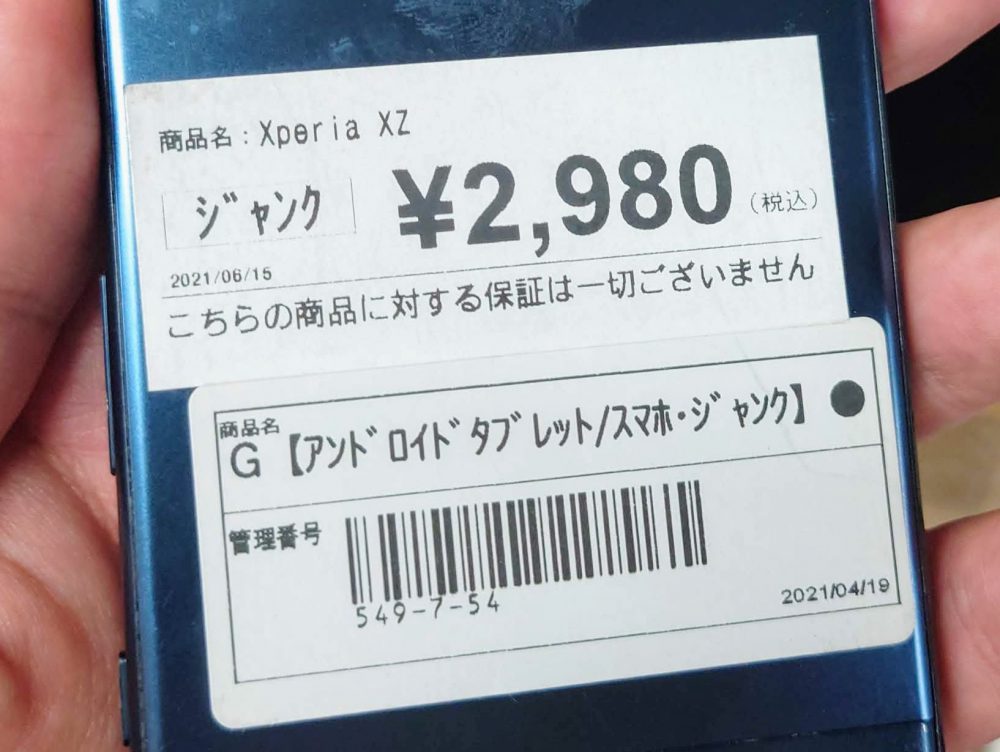 商品名：Xperia XZ
ジャンク ¥2,980 (税込)
2021/06/15
こちらの商品に対する保証は一切ございません
商品名
G 【アンドロイドタブレット/スマホ・ジャンク】
管理番号
549-7-54
2021/04/19